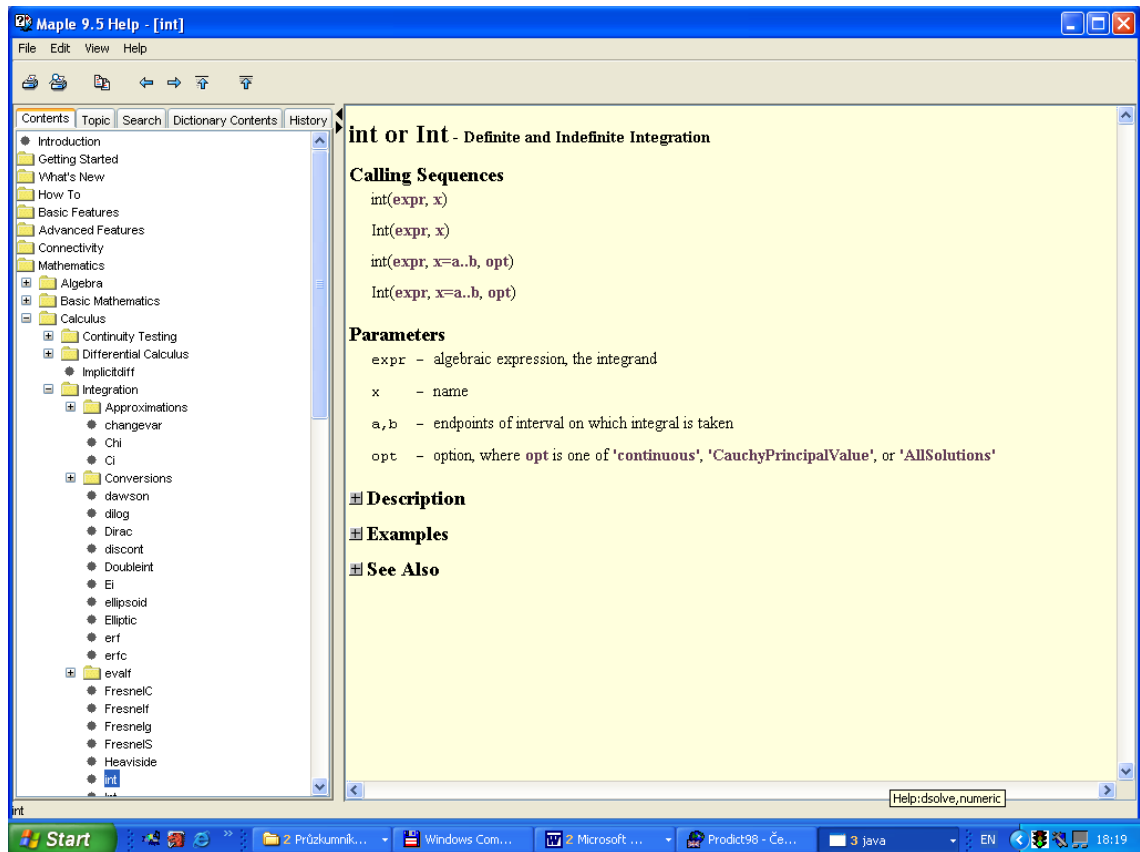 Maple 9.5 Help - [int]
File Edit View Help
Contents Topic Search Dictionary Contents History
Introduction
Getting Started
What's New
How To
Basic Features
Advanced Features
Connectivity
Mathematics
Algebra
Basic Mathematics
Calculus
Continuity Testing
Differential Calculus
Implicitdiff
Integration
Approximations
changevar
Chi
Ci
Conversions
dawson
dilog
Dirac
discont
Doubleint
Ei
ellipsoid
Elliptic
erf
erfc
evalf
FresnelC
Fresnelf
Fresnelg
FresnelS
Heaviside
int
int or Int - Definite and Indefinite Integration
Calling Sequences
int(expr, x)
Int(expr, x)
int(expr, x=a..b, opt)
Int(expr, x=a..b, opt)
Parameters
expr – algebraic expression, the integrand
x – name
a,b – endpoints of interval on which integral is taken
opt – option, where opt is one of 'continuous', 'CauchyPrincipalValue', or 'AllSolutions'
Description
Examples
See Also
Help:dsolve,numeric
int
Start » 2 Průzkumník... Windows Com... 2 Microsoft ... Prodict98 - Če... 3 java EN 18:19